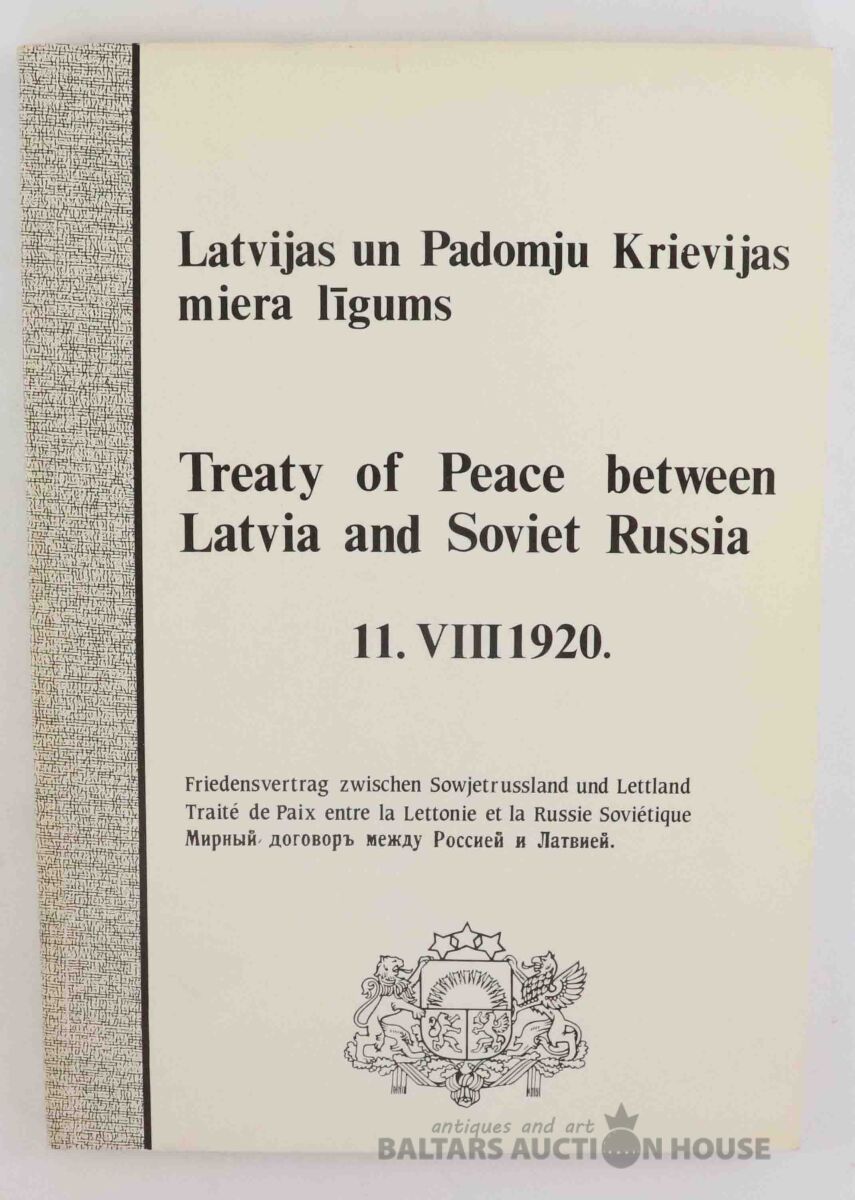 Latvijas un Padomju Krievijas
miera līgums
Treaty of Peace between
Latvia and Soviet Russia
11. VIII 1920.
Friedensvertrag zwischen Sowjetrussland und Lettland
Traité de Paix entre la Lettonie et la Russie Soviétique
Мирный договоръ между Россией и Латвией.
antiques and art
BALTARS AUCTION HOUSE